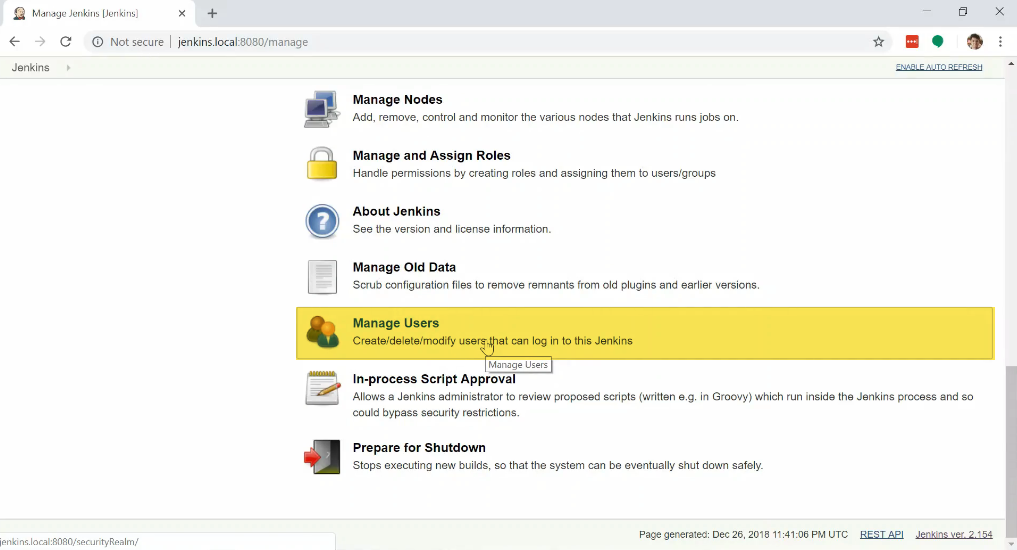 Manage Jenkins [Jenkins]
Not secure
jenkins.local:8080/manage
Jenkins
ENABLE AUTO REFRESH
Manage Nodes
Add, remove, control and monitor the various nodes that Jenkins runs jobs on.
Manage and Assign Roles
Handle permissions by creating roles and assigning them to users/groups
About Jenkins
See the version and license information.
Manage Old Data
Scrub configuration files to remove remnants from old plugins and earlier versions.
Manage Users
Create/delete/modify users that can log in to this Jenkins
Manage Users
In-process Script Approval
Allows a Jenkins administrator to review proposed scripts (written e.g. in Groovy) which run inside the Jenkins process and so
could bypass security restrictions.
Prepare for Shutdown
Stops executing new builds, so that the system can be eventually shut down safely.
Page generated: Dec 26, 2018 11:41:06 PM UTC REST API Jenkins ver. 2.154
jenkins.local:8080/securityRealm/